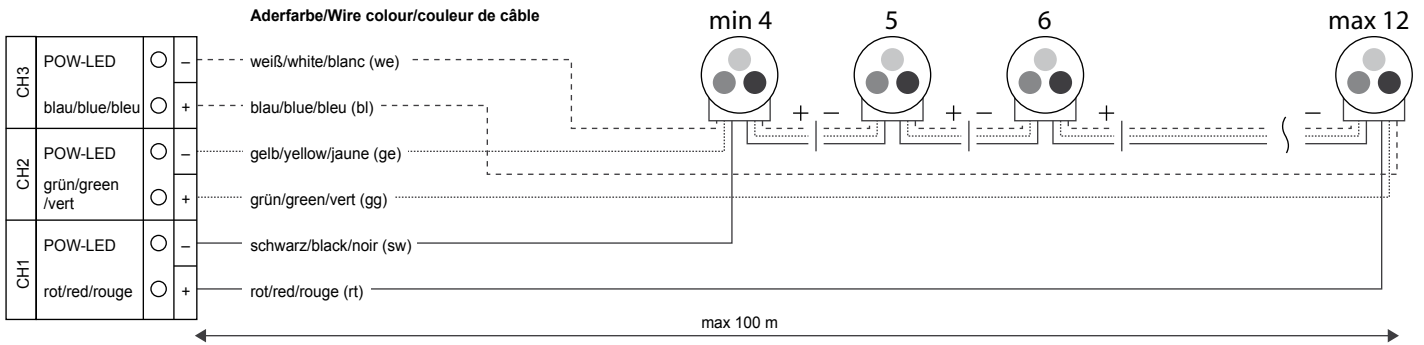 Aderfarbe/Wire colour/couleur de câble
min 4
5
6
max 12
CH3
POW-LED
–
weiß/white/blanc (we)
blau/blue/bleu
+
blau/blue/bleu (bl)
+ –
+ –
+
–
CH2
POW-LED
–
gelb/yellow/jaune (ge)
grün/green
/vert
+
grün/green/vert (gg)
CH1
POW-LED
–
schwarz/black/noir (sw)
rot/red/rouge
+
rot/red/rouge (rt)
max 100 m